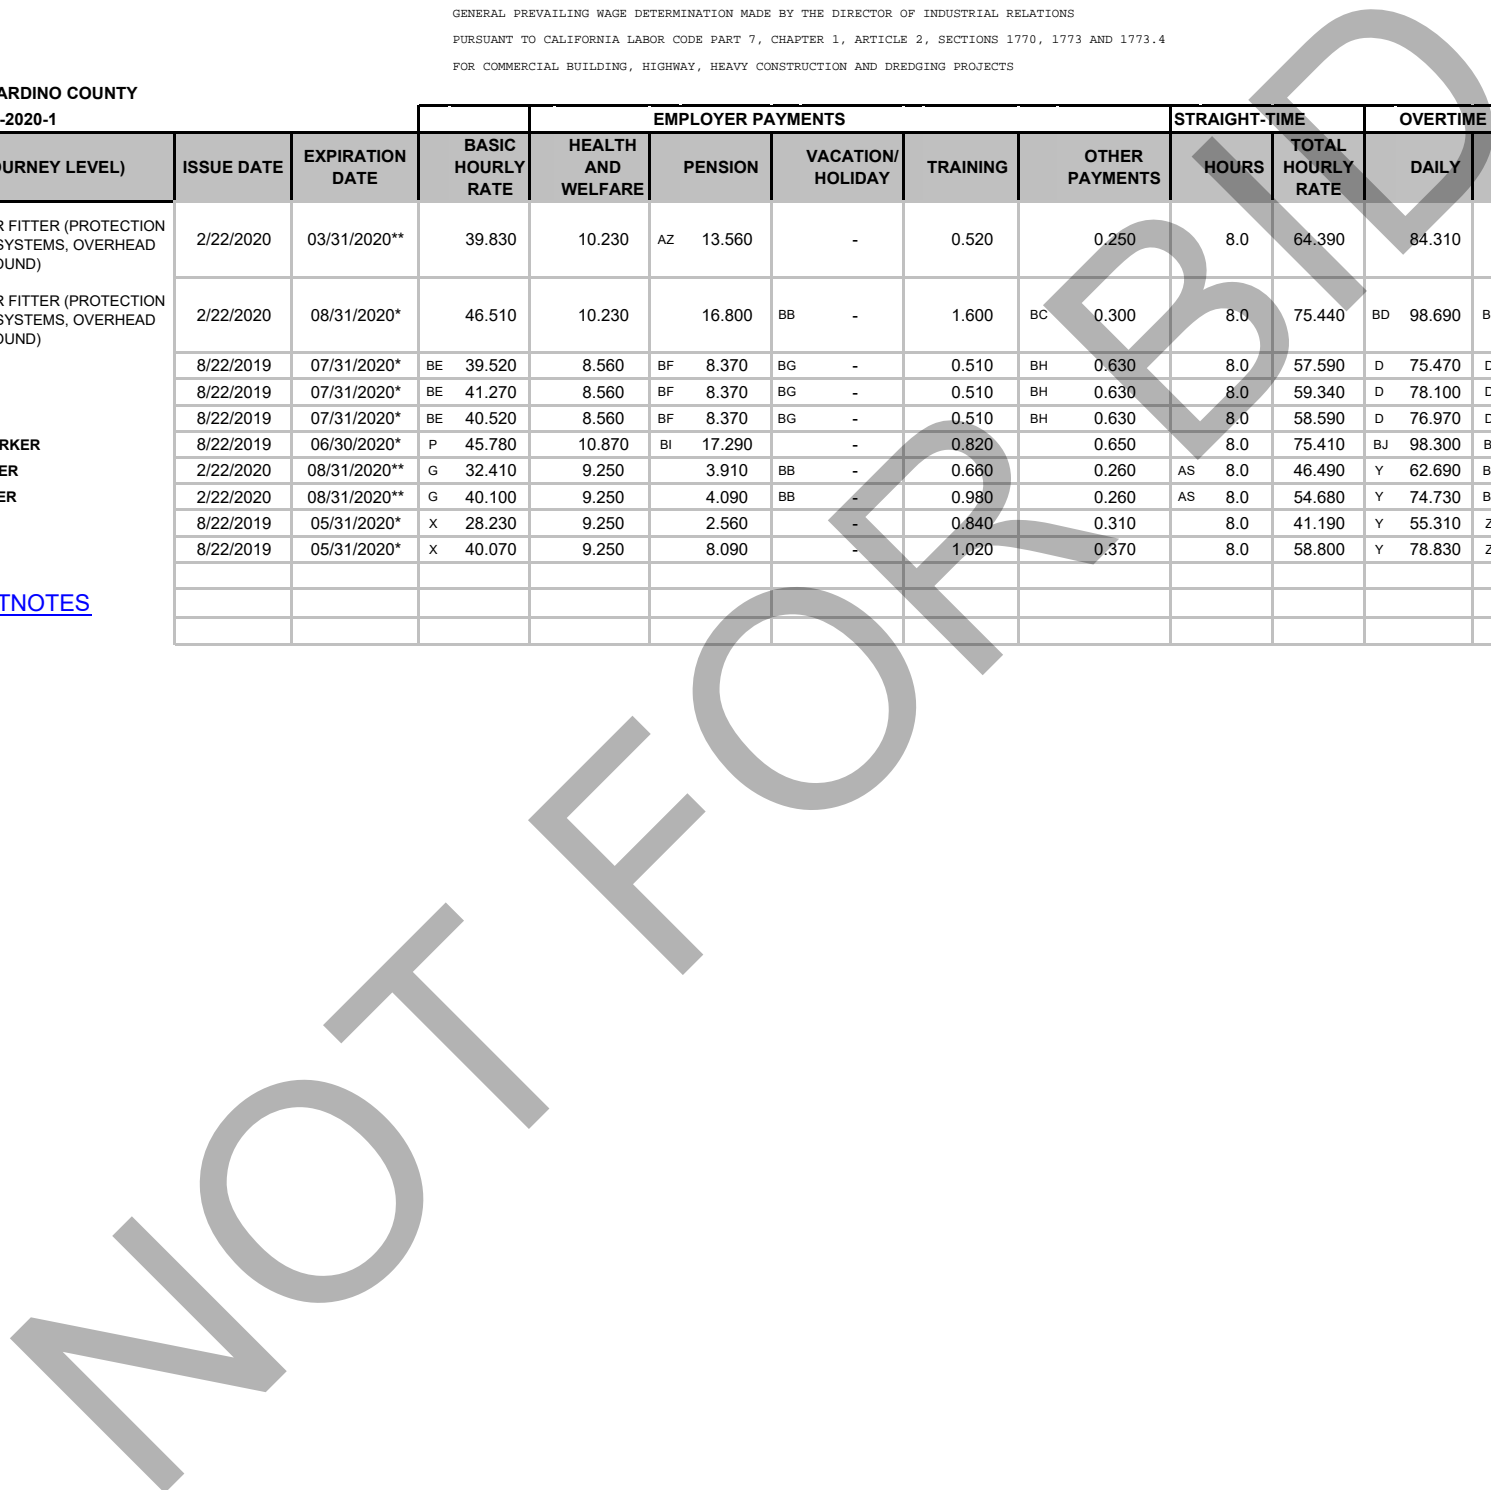 GENERAL PREVAILING WAGE DETERMINATION MADE BY THE DIRECTOR OF INDUSTRIAL RELATIONS
PURSUANT TO CALIFORNIA LABOR CODE PART 7, CHAPTER 1, ARTICLE 2, SECTIONS 1770, 1773 AND 1773.4
FOR COMMERCIAL BUILDING, HIGHWAY, HEAVY CONSTRUCTION AND DREDGING PROJECTS
ARDINO COUNTY
-2020-1 EMPLOYER PAYMENTS STRAIGHT-TIME OVERTIME
OURNEY LEVEL) ISSUE DATE EXPIRATION DATE BASIC HOURLY RATE HEALTH AND WELFARE PENSION VACATION/ HOLIDAY TRAINING OTHER PAYMENTS HOURS TOTAL HOURLY RATE DAILY
R FITTER (PROTECTION
SYSTEMS, OVERHEAD 2/22/2020 03/31/2020** 39.830 10.230 AZ 13.560 - 0.520 0.250 8.0 64.390 84.310
OUND)
R FITTER (PROTECTION
SYSTEMS, OVERHEAD 2/22/2020 08/31/2020* 46.510 10.230 16.800 BB - 1.600 BC 0.300 8.0 75.440 BD 98.690 B
OUND)
8/22/2019 07/31/2020* BE 39.520 8.560 BF 8.370 BG - 0.510 BH 0.630 8.0 57.590 D 75.470 D
8/22/2019 07/31/2020* BE 41.270 8.560 BF 8.370 BG - 0.510 BH 0.630 8.0 59.340 D 78.100 D
8/22/2019 07/31/2020* BE 40.520 8.560 BF 8.370 BG - 0.510 BH 0.630 8.0 58.590 D 76.970 D
RKER 8/22/2019 06/30/2020* P 45.780 10.870 BI 17.290 - 0.820 0.650 8.0 75.410 BJ 98.300 B
ER 2/22/2020 08/31/2020** G 32.410 9.250 3.910 BB - 0.660 0.260 AS 8.0 46.490 Y 62.690 B
ER 2/22/2020 08/31/2020** G 40.100 9.250 4.090 BB - 0.980 0.260 AS 8.0 54.680 Y 74.730 B
8/22/2019 05/31/2020* X 28.230 9.250 2.560 - 0.840 0.310 8.0 41.190 Y 55.310 Z
8/22/2019 05/31/2020* X 40.070 9.250 8.090 - 1.020 0.370 8.0 58.800 Y 78.830 Z
TNOTES
NOT FOR BID